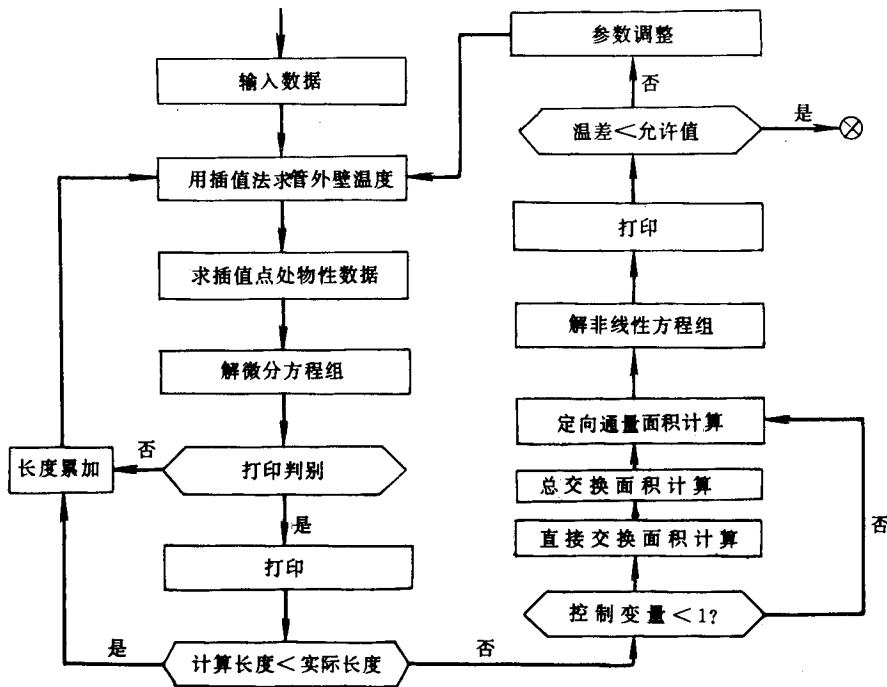 输入数据
用插值法求管外壁温度
求插值点处物性数据
解微分方程组
打印判别
否
长度累加
是
打印
计算长度<实际长度
是
否
控制变量<1?
否
直接交换面积计算
总交换面积计算
定向通量面积计算
解非线性方程组
打印
温差<允许值
是
否
参数调整